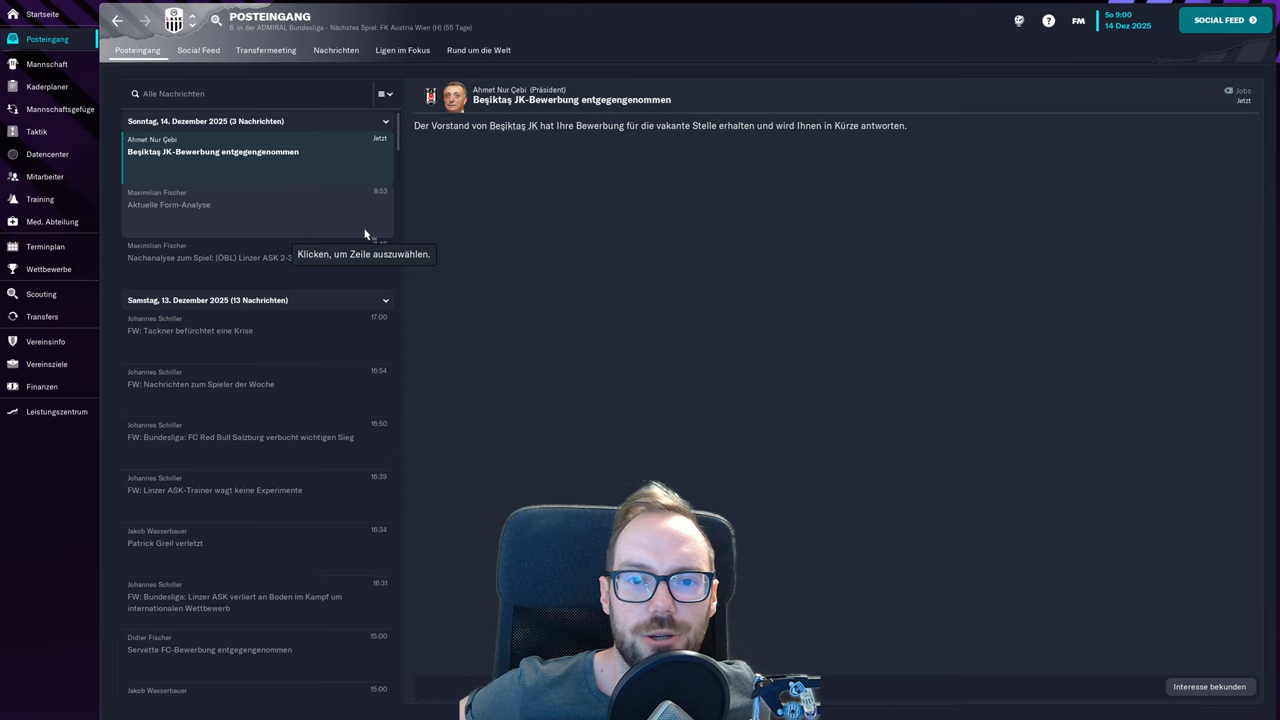 Startseite
Posteingang
Mannschaft
Kaderplaner
Mannschaftsgefüge
Taktik
Datencenter
Mitarbeiter
Training
Med. Abteilung
Terminplan
Wettbewerbe
Scouting
Transfers
Vereinsinfo
Vereinsziele
Finanzen
Leistungszentrum
LASK
POSTEINGANG
6. in der ADMIRAL Bundesliga - Nächstes Spiel: FK Austria Wien (H) (55 Tage)
FM
So 9:00
14 Dez 2025
SOCIAL FEED
Posteingang Social Feed Transfermeeting Nachrichten Ligen im Fokus Rund um die Welt
Alle Nachrichten
Sonntag, 14. Dezember 2025 (3 Nachrichten)
Ahmet Nur Çebi Jetzt
Beşiktaş JK-Bewerbung entgegengenommen
Maximilian Fischer 8:53
Aktuelle Form-Analyse
Maximilian Fischer
Nachanalyse zum Spiel: (ÖBL) Linzer ASK 2-3
Klicken, um Zeile auszuwählen.
Samstag, 13. Dezember 2025 (13 Nachrichten)
Johannes Schiller 17:00
FW: Tackner befürchtet eine Krise
Johannes Schiller 16:54
FW: Nachrichten zum Spieler der Woche
Johannes Schiller 16:50
FW: Bundesliga: FC Red Bull Salzburg verbucht wichtigen Sieg
Johannes Schiller 16:39
FW: Linzer ASK-Trainer wagt keine Experimente
Jakob Wasserbauer 16:34
Patrick Greil verletzt
Johannes Schiller 16:31
FW: Bundesliga: Linzer ASK verliert an Boden im Kampf um
internationalen Wettbewerb
Didier Fischer 15:00
Servette FC-Bewerbung entgegengenommen
Jakob Wasserbauer 15:00
Ahmet Nur Çebi (Präsident)
Beşiktaş JK-Bewerbung entgegengenommen
Jobs
Jetzt
Der Vorstand von Beşiktaş JK hat Ihre Bewerbung für die vakante Stelle erhalten und wird Ihnen in Kürze antworten.
Interesse bekunden